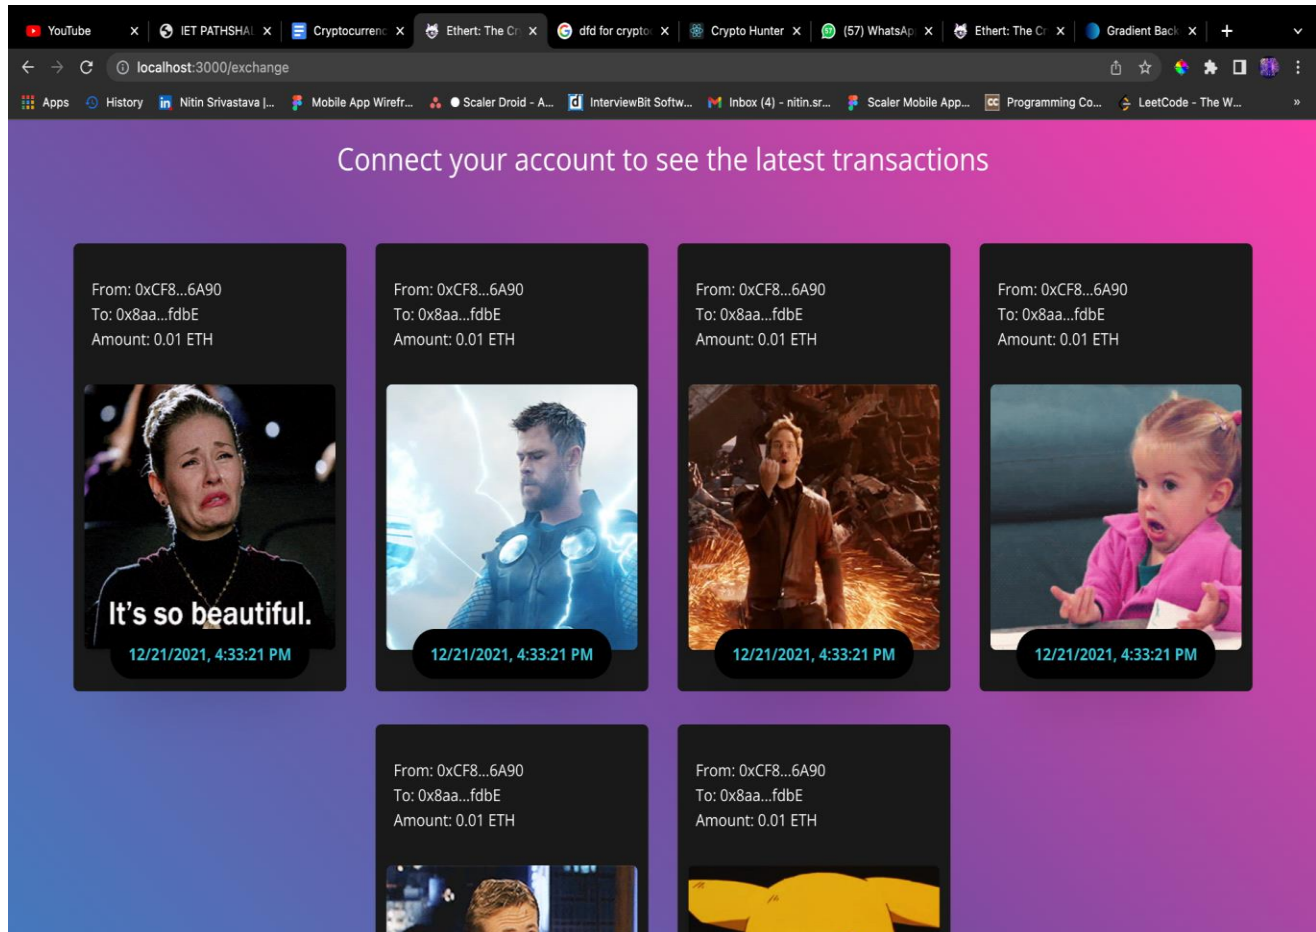 YouTube
IET PATHSHAL
Cryptocurrenc
Ethert: The Cr
dfd for crypto
Crypto Hunter
(57) WhatsAp
Ethert: The Cr
Gradient Back
localhost:3000/exchange
Apps
History
Nitin Srivastava |...
Mobile App Wirefr...
Scaler Droid - A...
InterviewBit Softw...
Inbox (4) - nitin.sr...
Scaler Mobile App...
Programming Co...
LeetCode - The W...
Connect your account to see the latest transactions
From: 0xCF8...6A90
To: 0x8aa...fdbE
Amount: 0.01 ETH
It's so beautiful.
12/21/2021, 4:33:21 PM
From: 0xCF8...6A90
To: 0x8aa...fdbE
Amount: 0.01 ETH
12/21/2021, 4:33:21 PM
From: 0xCF8...6A90
To: 0x8aa...fdbE
Amount: 0.01 ETH
12/21/2021, 4:33:21 PM
From: 0xCF8...6A90
To: 0x8aa...fdbE
Amount: 0.01 ETH
12/21/2021, 4:33:21 PM
From: 0xCF8...6A90
To: 0x8aa...fdbE
Amount: 0.01 ETH
From: 0xCF8...6A90
To: 0x8aa...fdbE
Amount: 0.01 ETH